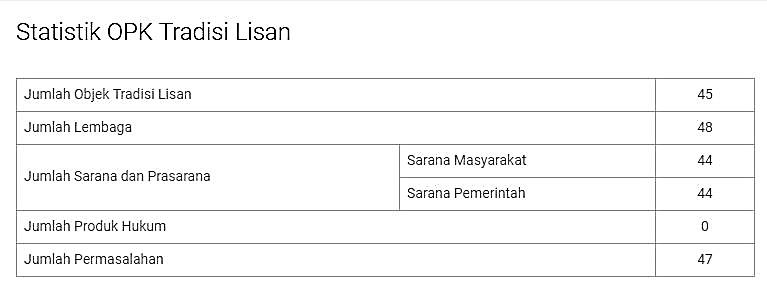 Statistik OPK Tradisi Lisan
Jumlah Objek Tradisi Lisan 45
Jumlah Lembaga 48
Jumlah Sarana dan Prasarana Sarana Masyarakat 44
Sarana Pemerintah 44
Jumlah Produk Hukum 0
Jumlah Permasalahan 47